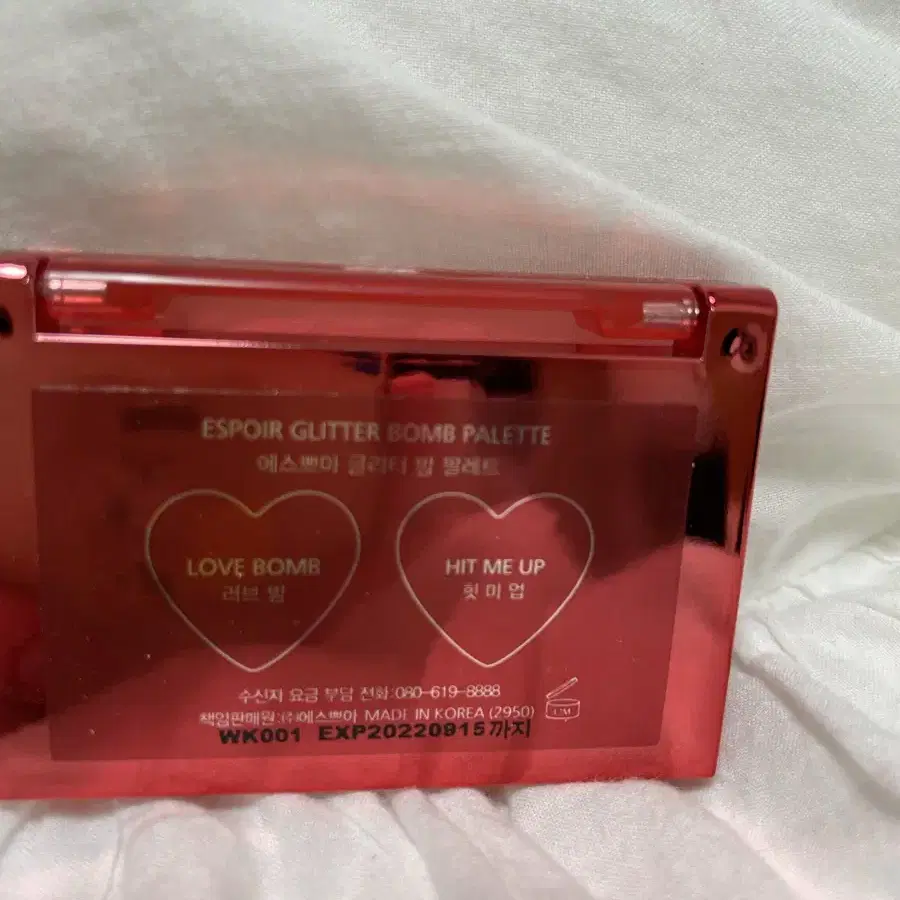 ESPOIR GLITTER BOMB PALETTE
에스쁘아 글리터 밤 팔레트
LOVE BOMB
러브 밤
HIT ME UP
힛 미 업
수신자 요금 부담 전화:080-619-8888
책임판매원:(주)에스쁘아 MADE IN KOREA (2950)
WK001 EXP20220915까지